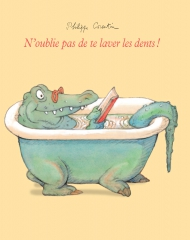 Philippe Corentin
N'oublie pas de te laver les dents !